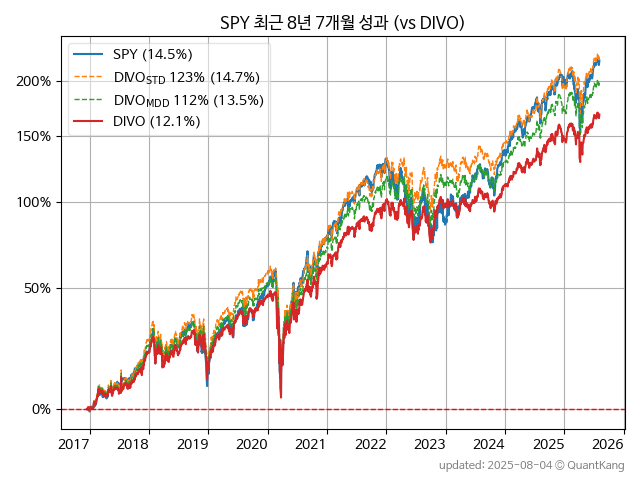 SPY 최근 8년 7개월 성과 (vs DIVO)
SPY (14.5%)
DIVO_STD 123% (14.7%)
DIVO_MDD 112% (13.5%)
DIVO (12.1%)
200%
150%
100%
50%
0%
2017 2018 2019 2020 2021 2022 2023 2024 2025 2026
updated: 2025-08-04 © QuantKang